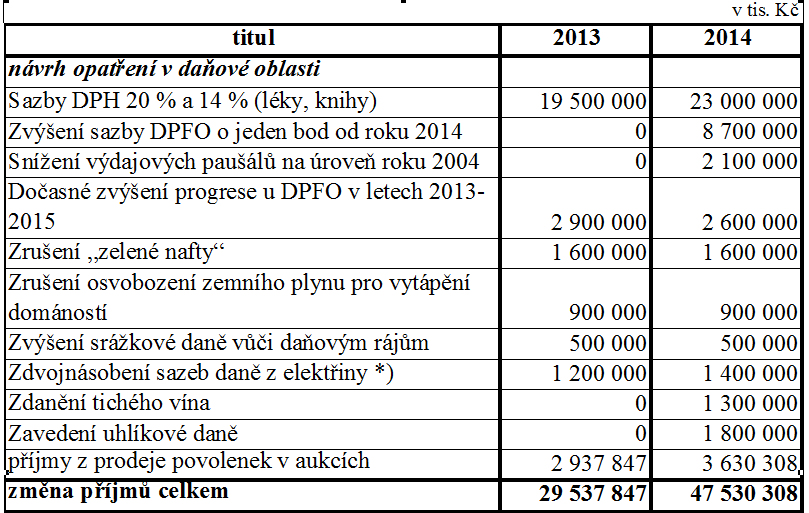 v tis. Kč
titul 2013 2014
návrh opatření v daňové oblasti
Sazby DPH 20 % a 14 % (léky, knihy) 19 500 000 23 000 000
Zvýšení sazby DPFO o jeden bod od roku 2014 0 8 700 000
Snížení výdajových paušálů na úroveň roku 2004 0 2 100 000
Dočasné zvýšení progrese u DPFO v letech 2013-
2015 2 900 000 2 600 000
Zrušení „zelené nafty“ 1 600 000 1 600 000
Zrušení osvobození zemního plynu pro vytápění
domáností 900 000 900 000
Zvýšení srážkové daně vůči daňovým rájům 500 000 500 000
Zdvojnásobení sazeb daně z elektřiny *) 1 200 000 1 400 000
Zdanění tichého vína 0 1 300 000
Zavedení uhlíkové daně 0 1 800 000
příjmy z prodeje povolenek v aukcích 2 937 847 3 630 308
změna příjmů celkem 29 537 847 47 530 308